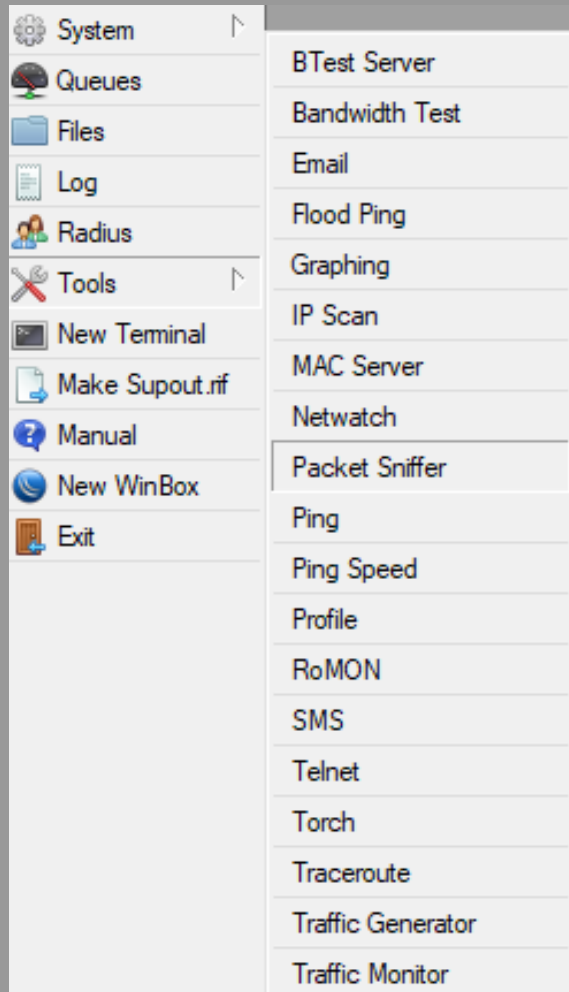 System
Queues
Files
Log
Radius
Tools
New Terminal
Make Supout.rif
Manual
New WinBox
Exit
BTest Server
Bandwidth Test
Email
Flood Ping
Graphing
IP Scan
MAC Server
Netwatch
Packet Sniffer
Ping
Ping Speed
Profile
RoMON
SMS
Telnet
Torch
Traceroute
Traffic Generator
Traffic Monitor